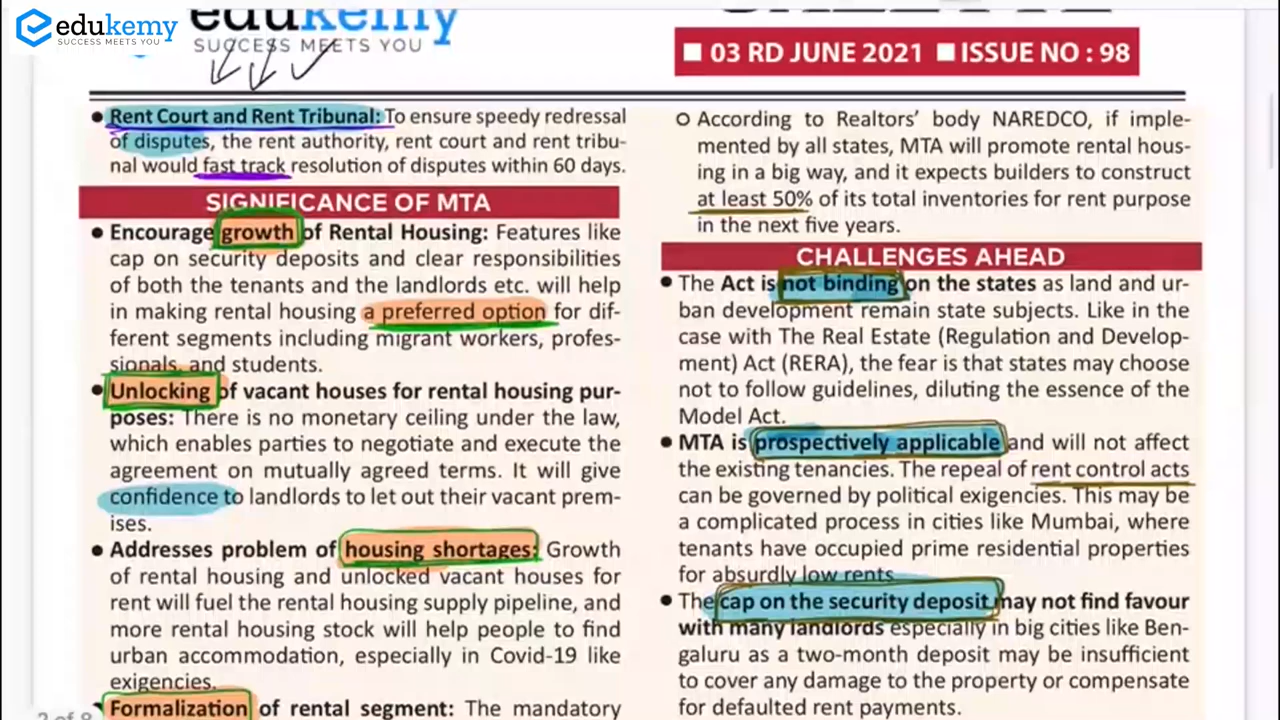 edukemy
SUCCESS MEETS YOU
edukemy
SUCCESS MEETS YOU
03 RD JUNE 2021 ISSUE NO : 98
● Rent Court and Rent Tribunal: To ensure speedy redressal
of disputes, the rent authority, rent court and rent tribu-
nal would fast track resolution of disputes within 60 days.
SIGNIFICANCE OF MTA
● Encourage growth of Rental Housing: Features like
cap on security deposits and clear responsibilities
of both the tenants and the landlords etc. will help
in making rental housing a preferred option for dif-
ferent segments including migrant workers, profes-
sionals, and students.
● Unlocking of vacant houses for rental housing pur-
poses: There is no monetary ceiling under the law,
which enables parties to negotiate and execute the
agreement on mutually agreed terms. It will give
confidence to landlords to let out their vacant prem-
ises.
● Addresses problem of housing shortages: Growth
of rental housing and unlocked vacant houses for
rent will fuel the rental housing supply pipeline, and
more rental housing stock will help people to find
urban accommodation, especially in Covid-19 like
exigencies.
● Formalization of rental segment: The mandatory
2 of 8
○ According to Realtors' body NAREDCO, if imple-
mented by all states, MTA will promote rental hous-
ing in a big way, and it expects builders to construct
at least 50% of its total inventories for rent purpose
in the next five years.
CHALLENGES AHEAD
● The Act is not binding on the states as land and ur-
ban development remain state subjects. Like in the
case with The Real Estate (Regulation and Develop-
ment) Act (RERA), the fear is that states may choose
not to follow guidelines, diluting the essence of the
Model Act.
● MTA is prospectively applicable and will not affect
the existing tenancies. The repeal of rent control acts
can be governed by political exigencies. This may be
a complicated process in cities like Mumbai, where
tenants have occupied prime residential properties
for absurdly low rents
● The cap on the security deposit may not find favour
with many landlords especially in big cities like Ben-
galuru as a two-month deposit may be insufficient
to cover any damage to the property or compensate
for defaulted rent payments.